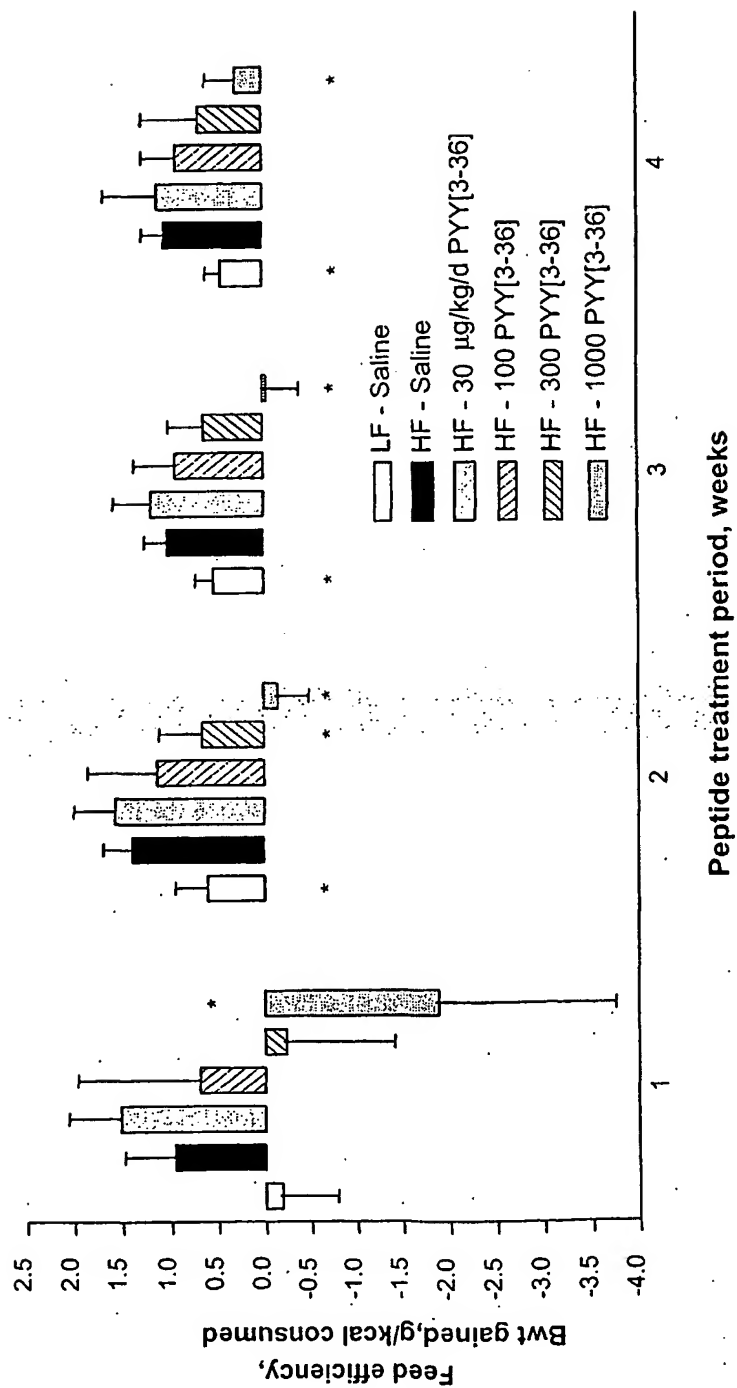 Feed efficiency,
Bwt gained,g/kcal consumed
2.5
2.0
1.5
1.0
0.5
0.0
-0.5
-1.0
-1.5
-2.0
-2.5
-3.0
-3.5
-4.0
*
*
*
*
*
*
*
*
LF - Saline
HF - Saline
HF - 30 µg/kg/d PYY[3-36]
HF - 100 PYY[3-36]
HF - 300 PYY[3-36]
HF - 1000 PYY[3-36]
1 2 3 4
Peptide treatment period, weeks